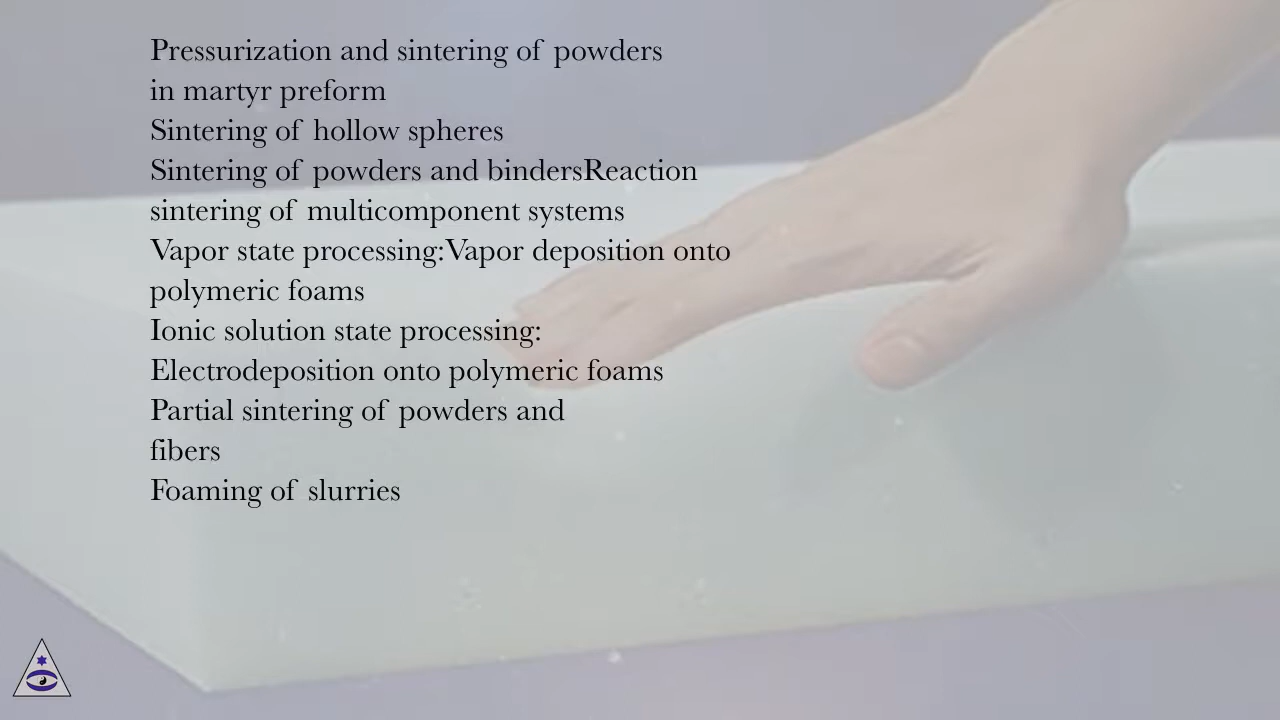 Pressurization and sintering of powders
in martyr preform
Sintering of hollow spheres
Sintering of powders and bindersReaction
sintering of multicomponent systems
Vapor state processing:Vapor deposition onto
polymeric foams
Ionic solution state processing:
Electrodeposition onto polymeric foams
Partial sintering of powders and
fibers
Foaming of slurries